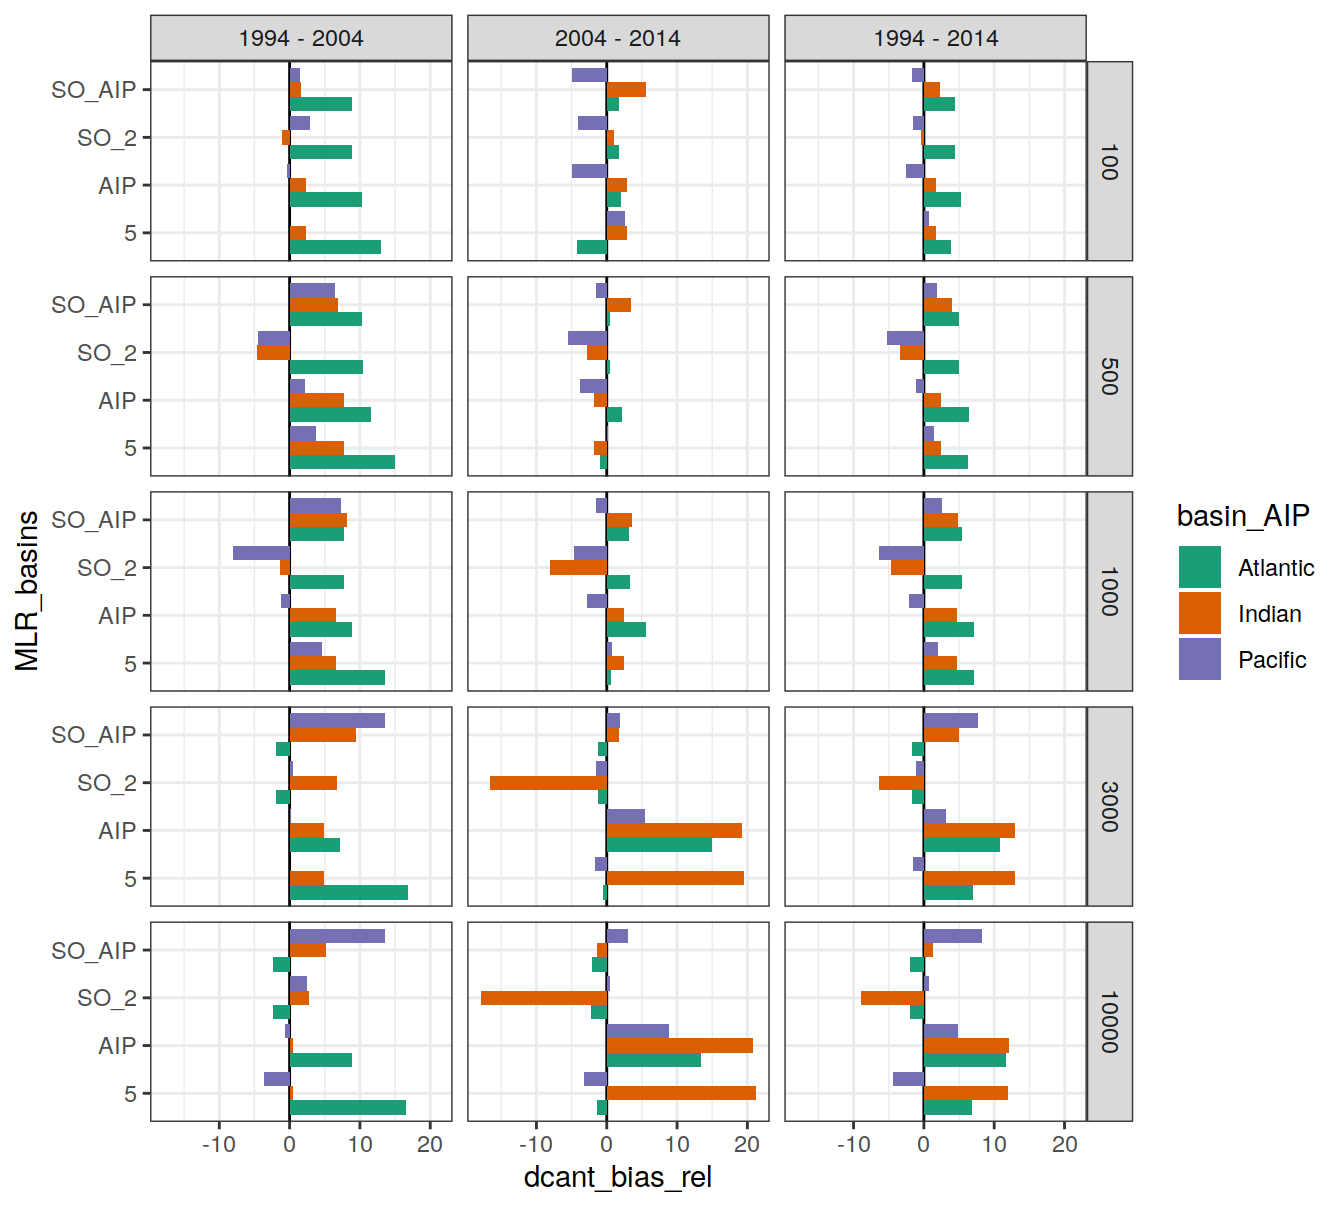 1994 - 2004
2004 - 2014
1994 - 2014
SO_AIP
SO_2
AIP
5
100
SO_AIP
SO_2
AIP
5
500
SO_AIP
SO_2
AIP
5
1000
SO_AIP
SO_2
AIP
5
3000
SO_AIP
SO_2
AIP
5
10000
MLR_basins
-10 0 10 20
-10 0 10 20
-10 0 10 20
dcant_bias_rel
basin_AIP
Atlantic
Indian
Pacific